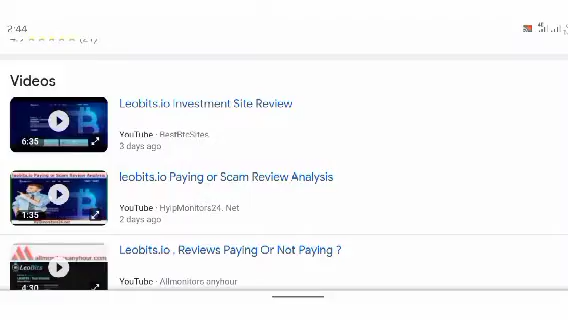 2:44
Videos
Leobits.io Investment Site Review
YouTube · BestBtcSites
3 days ago
6:35
leobits.io Paying or Scam Review Analysis
YouTube · HyipMonitors24. Net
2 days ago
1:35
Leobits.io . Reviews Paying Or Not Paying ?
YouTube · Allmonitors anyhour
LeoBits
4:30